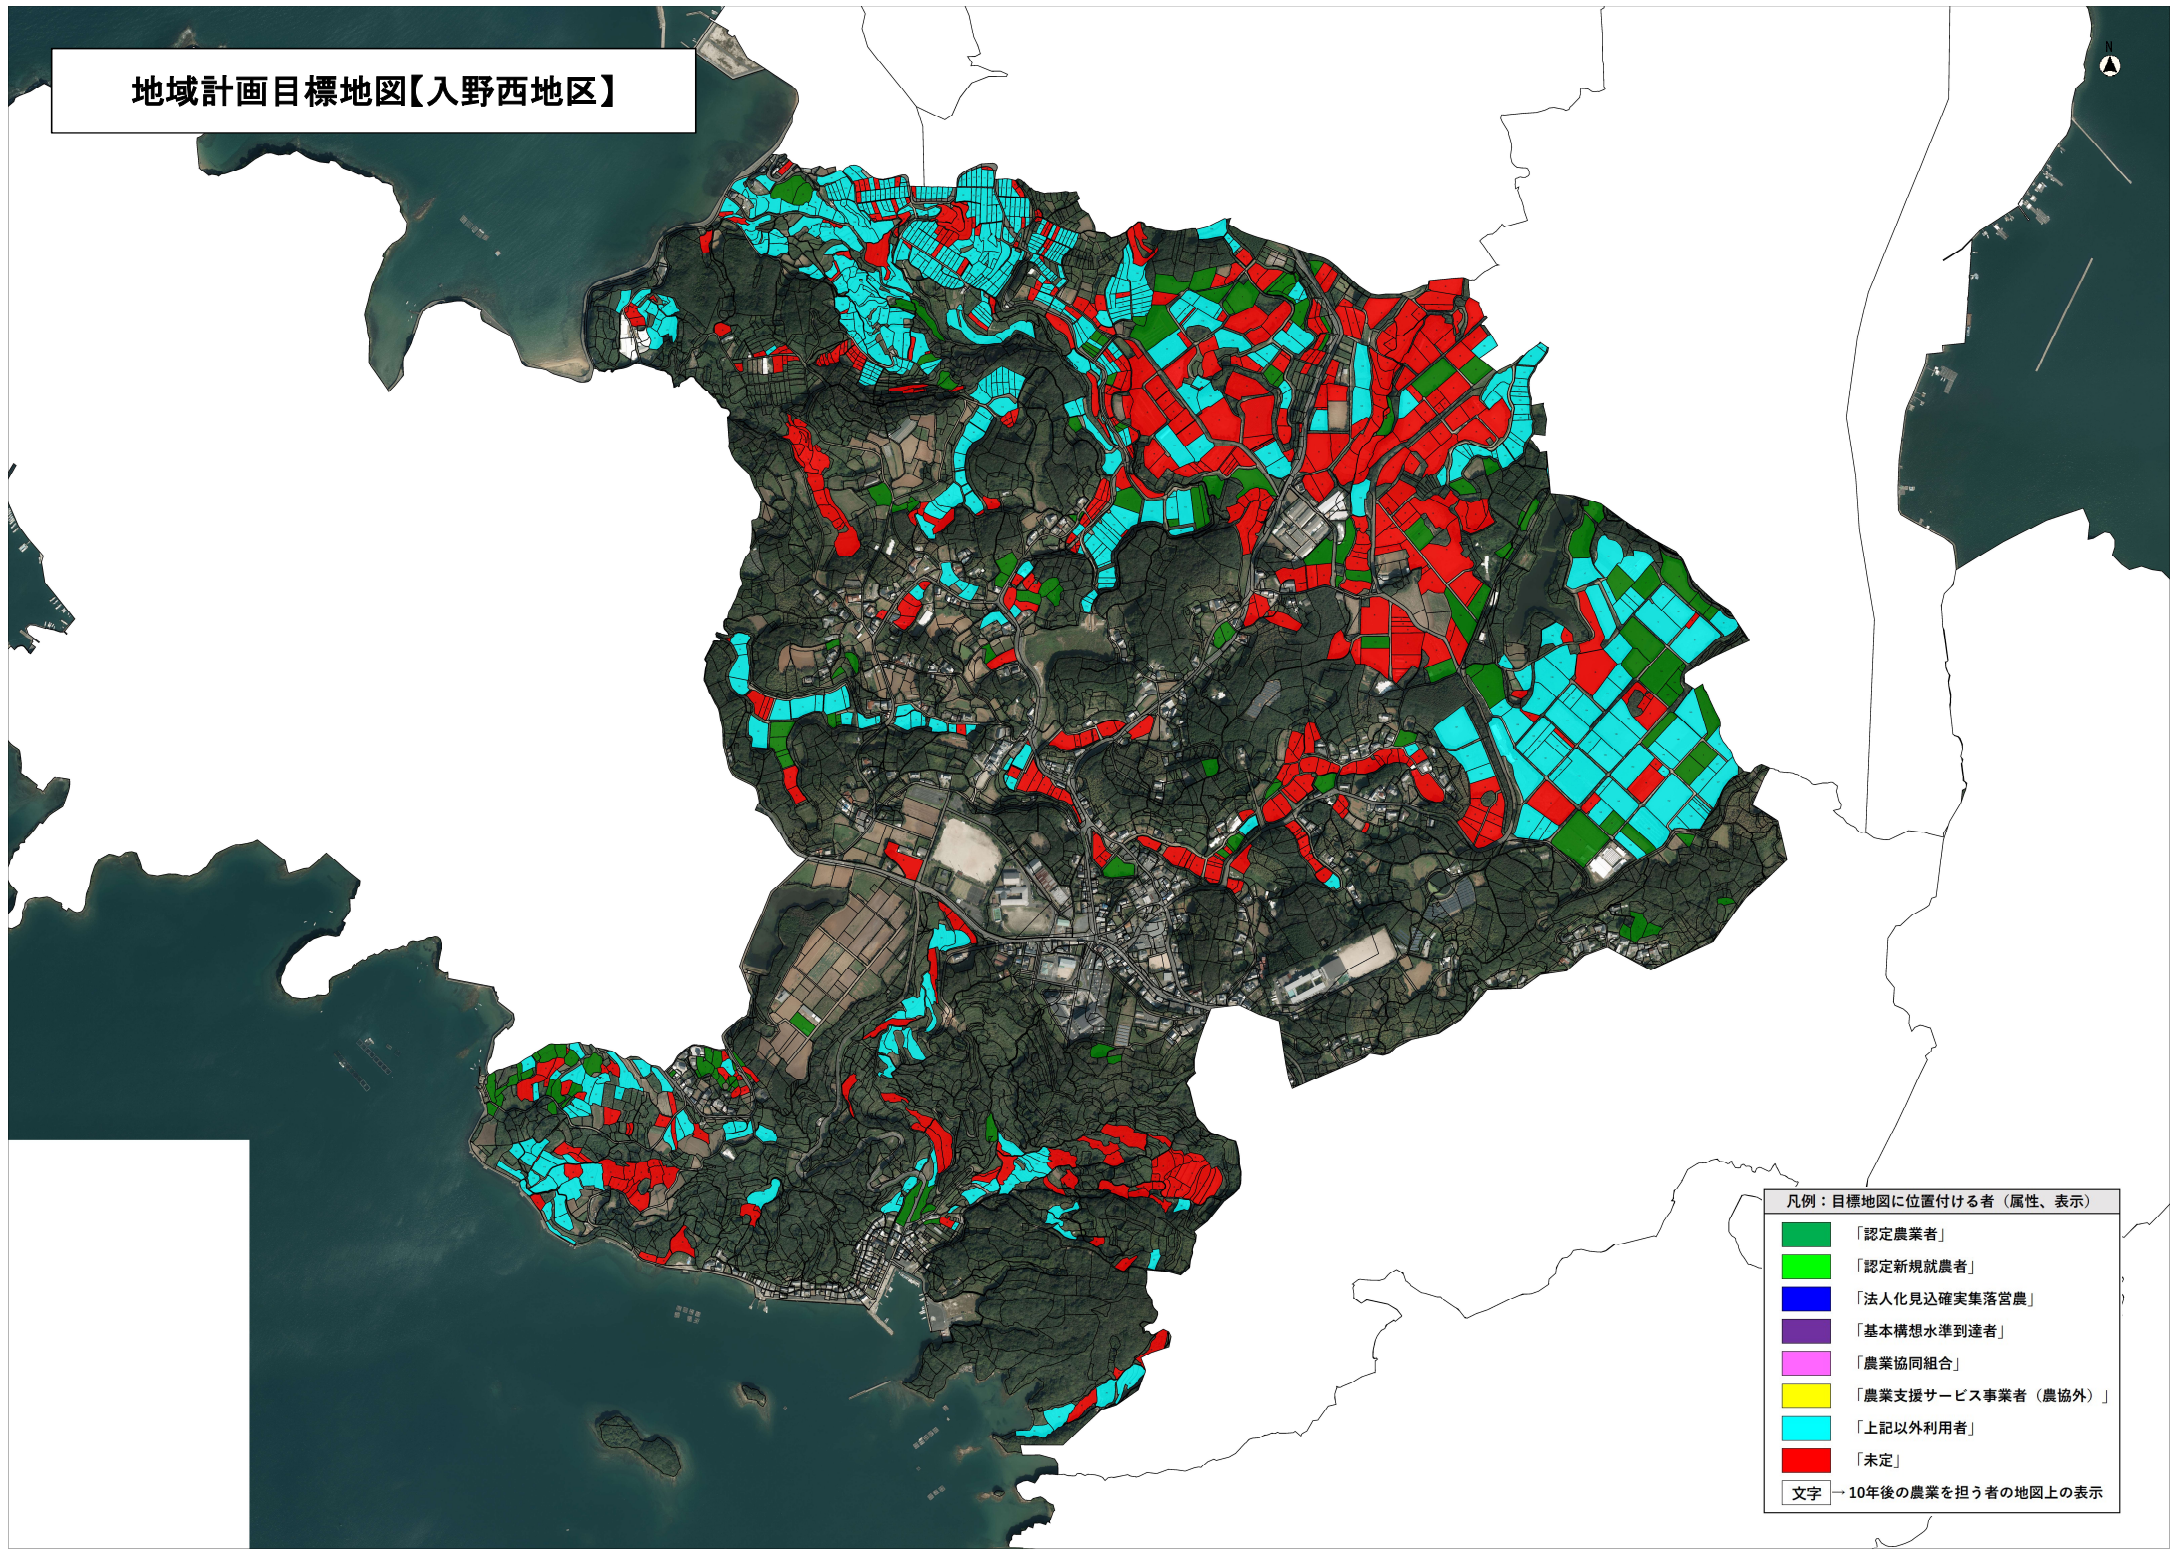 地域計画目標地図【入野西地区】
N
凡例：目標地図に位置付ける者（属性、表示）
「認定農業者」
「認定新規就農者」
「法人化見込確実集落営農」
「基本構想水準到達者」
「農業協同組合」
「農業支援サービス事業者（農協外）」
「上記以外利用者」
「未定」
文字 → 10年後の農業を担う者の地図上の表示